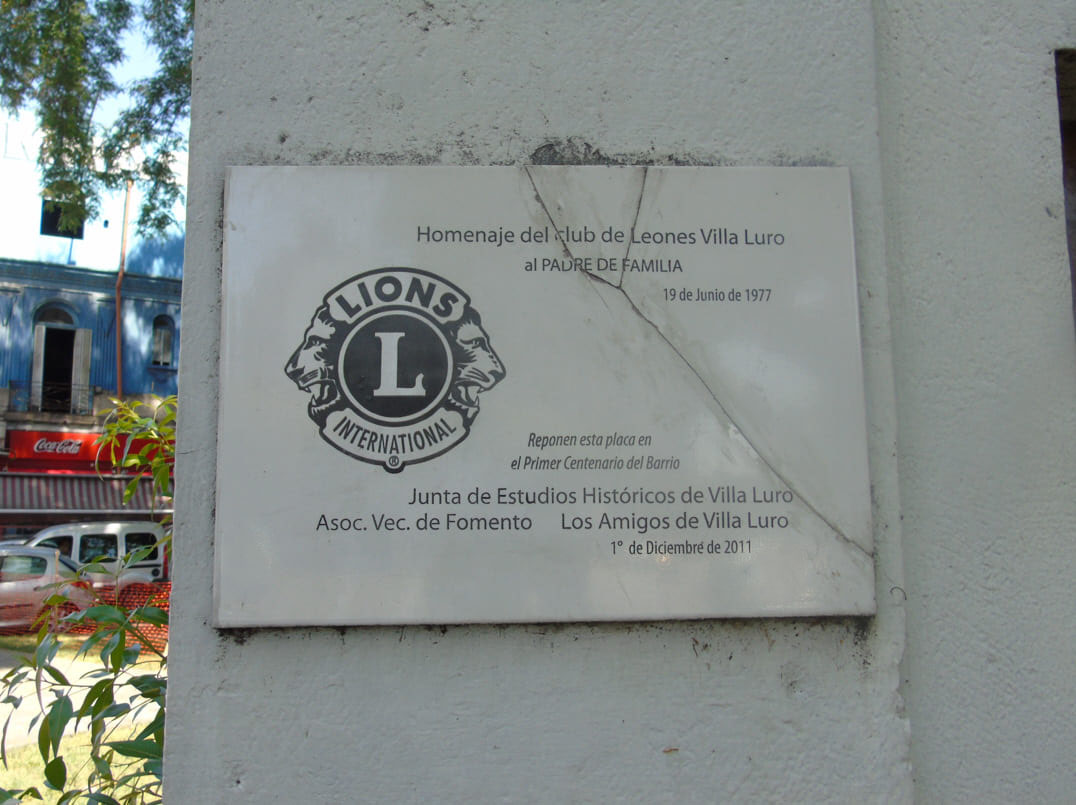 Homenaje del club de Leones Villa Luro
al PADRE DE FAMILIA
19 de Junio de 1977
LIONS
L
INTERNATIONAL
®
Reponen esta placa en
el Primer Centenario del Barrio
Junta de Estudios Históricos de Villa Luro
Asoc. Vec. de Fomento Los Amigos de Villa Luro
1° de Diciembre de 2011
Coca-Cola